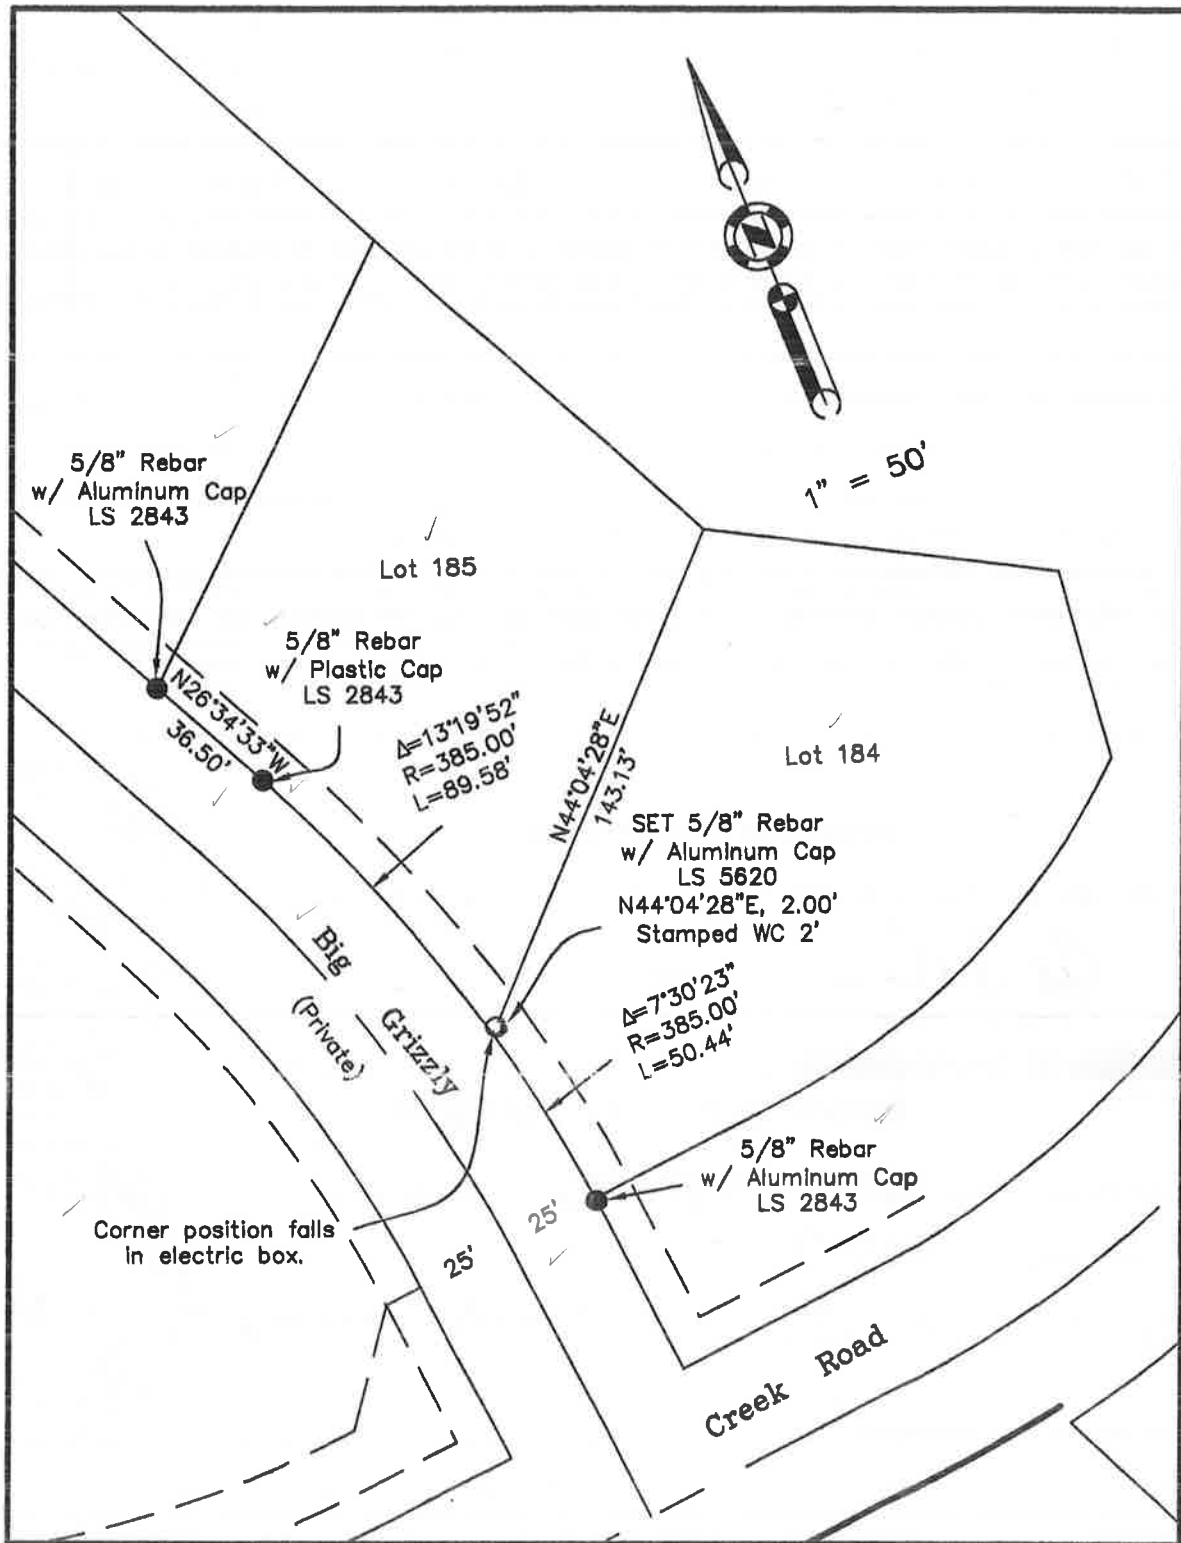 N
1" = 50'
5/8" Rebar
w/ Aluminum Cap
LS 2843
Lot 185
5/8" Rebar
w/ Plastic Cap
LS 2843
N26°34'33"W
36.50'
Δ=13°19'52"
R=385.00'
L=89.58'
N44°04'28"E
143.13'
Lot 184
SET 5/8" Rebar
w/ Aluminum Cap
LS 5620
N44°04'28"E, 2.00'
Stamped WC 2'
Big Grizzly
(Private)
Δ=7°30'23"
R=385.00'
L=50.44'
5/8" Rebar
w/ Aluminum Cap
LS 2843
Corner position falls
in electric box.
25'
25'
Creek Road